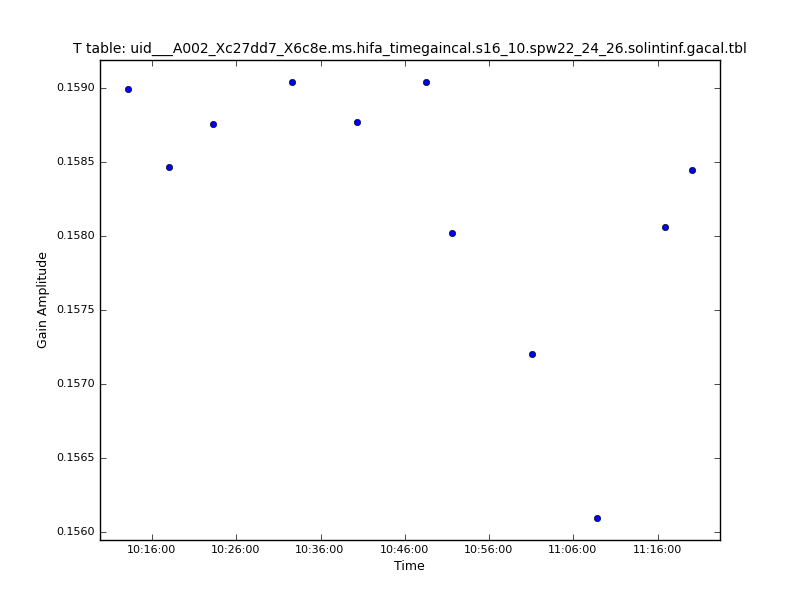 T table: uid___A002_Xc27dd7_X6c8e.ms.hifa_timegaincal.s16_10.spw22_24_26.solintinf.gacal.tbl
0.1590
0.1585
0.1580
0.1575
0.1570
0.1565
0.1560
Gain Amplitude
10:16:00 10:26:00 10:36:00 10:46:00 10:56:00 11:06:00 11:16:00
Time